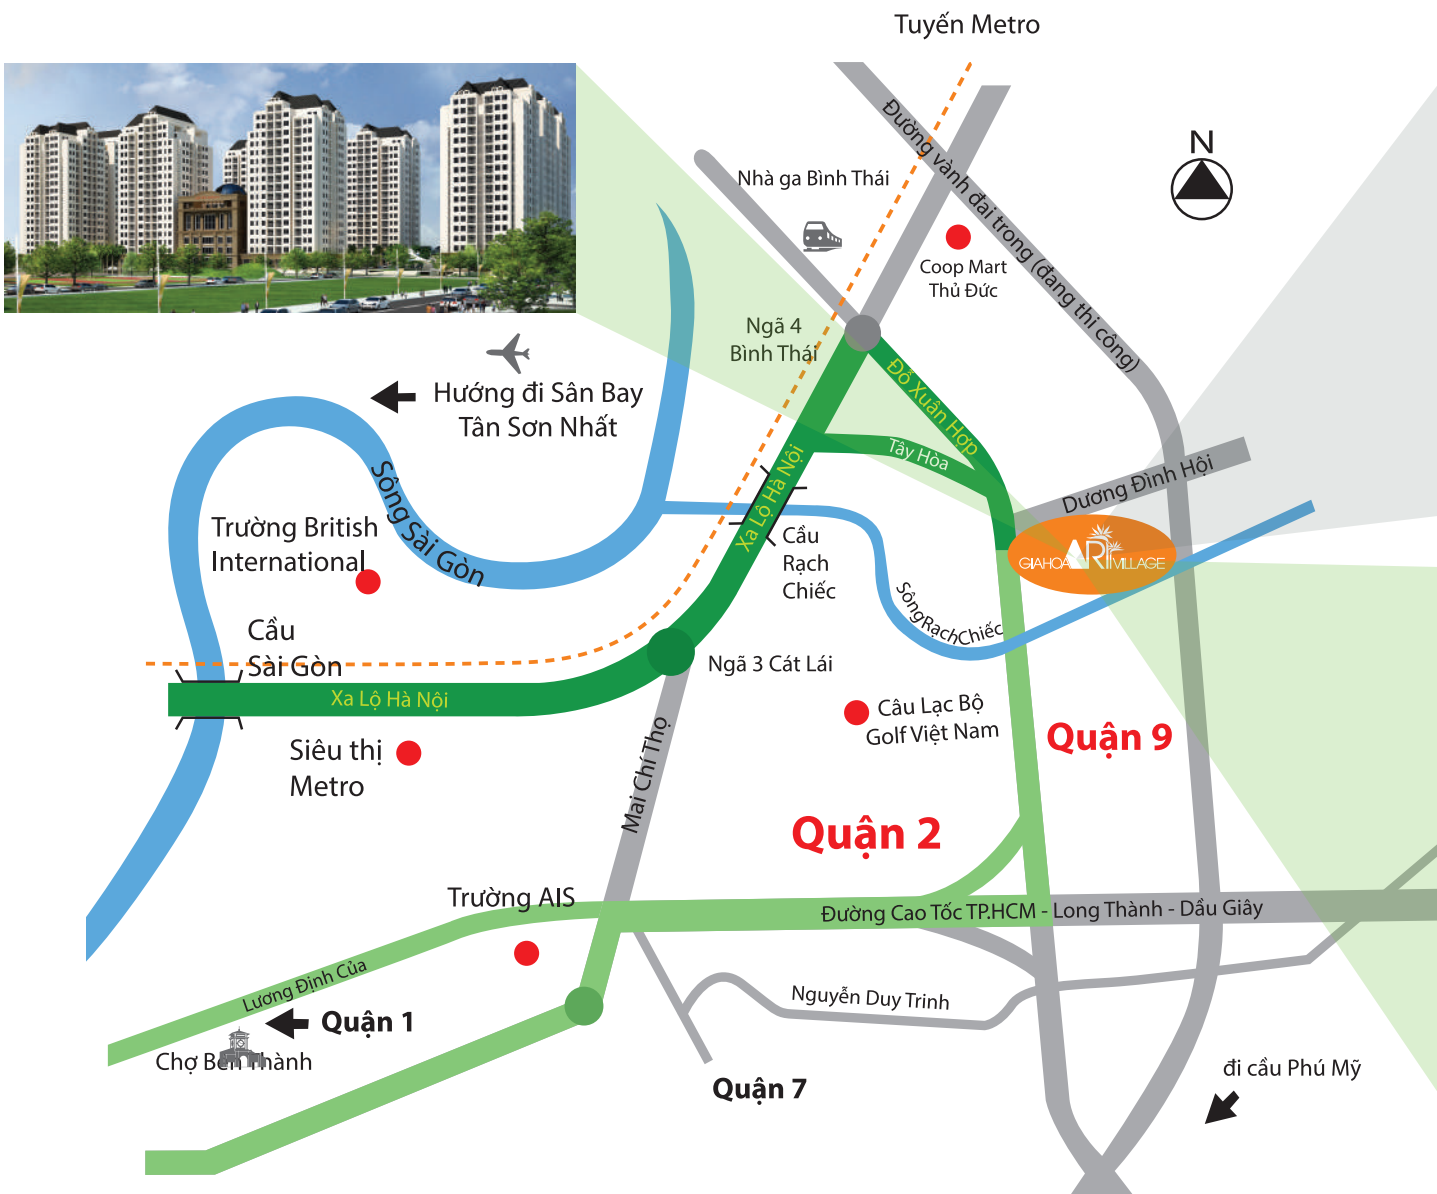 Tuyến Metro
N
Đường vành đai trong (đang thi công)
Nhà ga Bình Thái
Coop Mart
Thủ Đức
Ngã 4
Bình Thái
Đỗ Xuân Hợp
Hướng đi Sân Bay
Tân Sơn Nhất
Tây Hòa
Dương Đình Hội
Sông Sài Gòn
Xa Lộ Hà Nội
Trường British
International
Cầu
Rạch
Chiếc
GIAHOA ARTI VILLAGE
SôngRạchChiếc
Cầu
Sài Gòn
Ngã 3 Cát Lái
Xa Lộ Hà Nội
Câu Lạc Bộ
Golf Việt Nam
Quận 9
Siêu thị
Metro
Mai Chí Thọ
Quận 2
Trường AIS
Đường Cao Tốc TP.HCM - Long Thành - Dầu Giây
Lương Định Của
Nguyễn Duy Trinh
Quận 1
Chợ Bến Thành
Quận 7
đi cầu Phú Mỹ